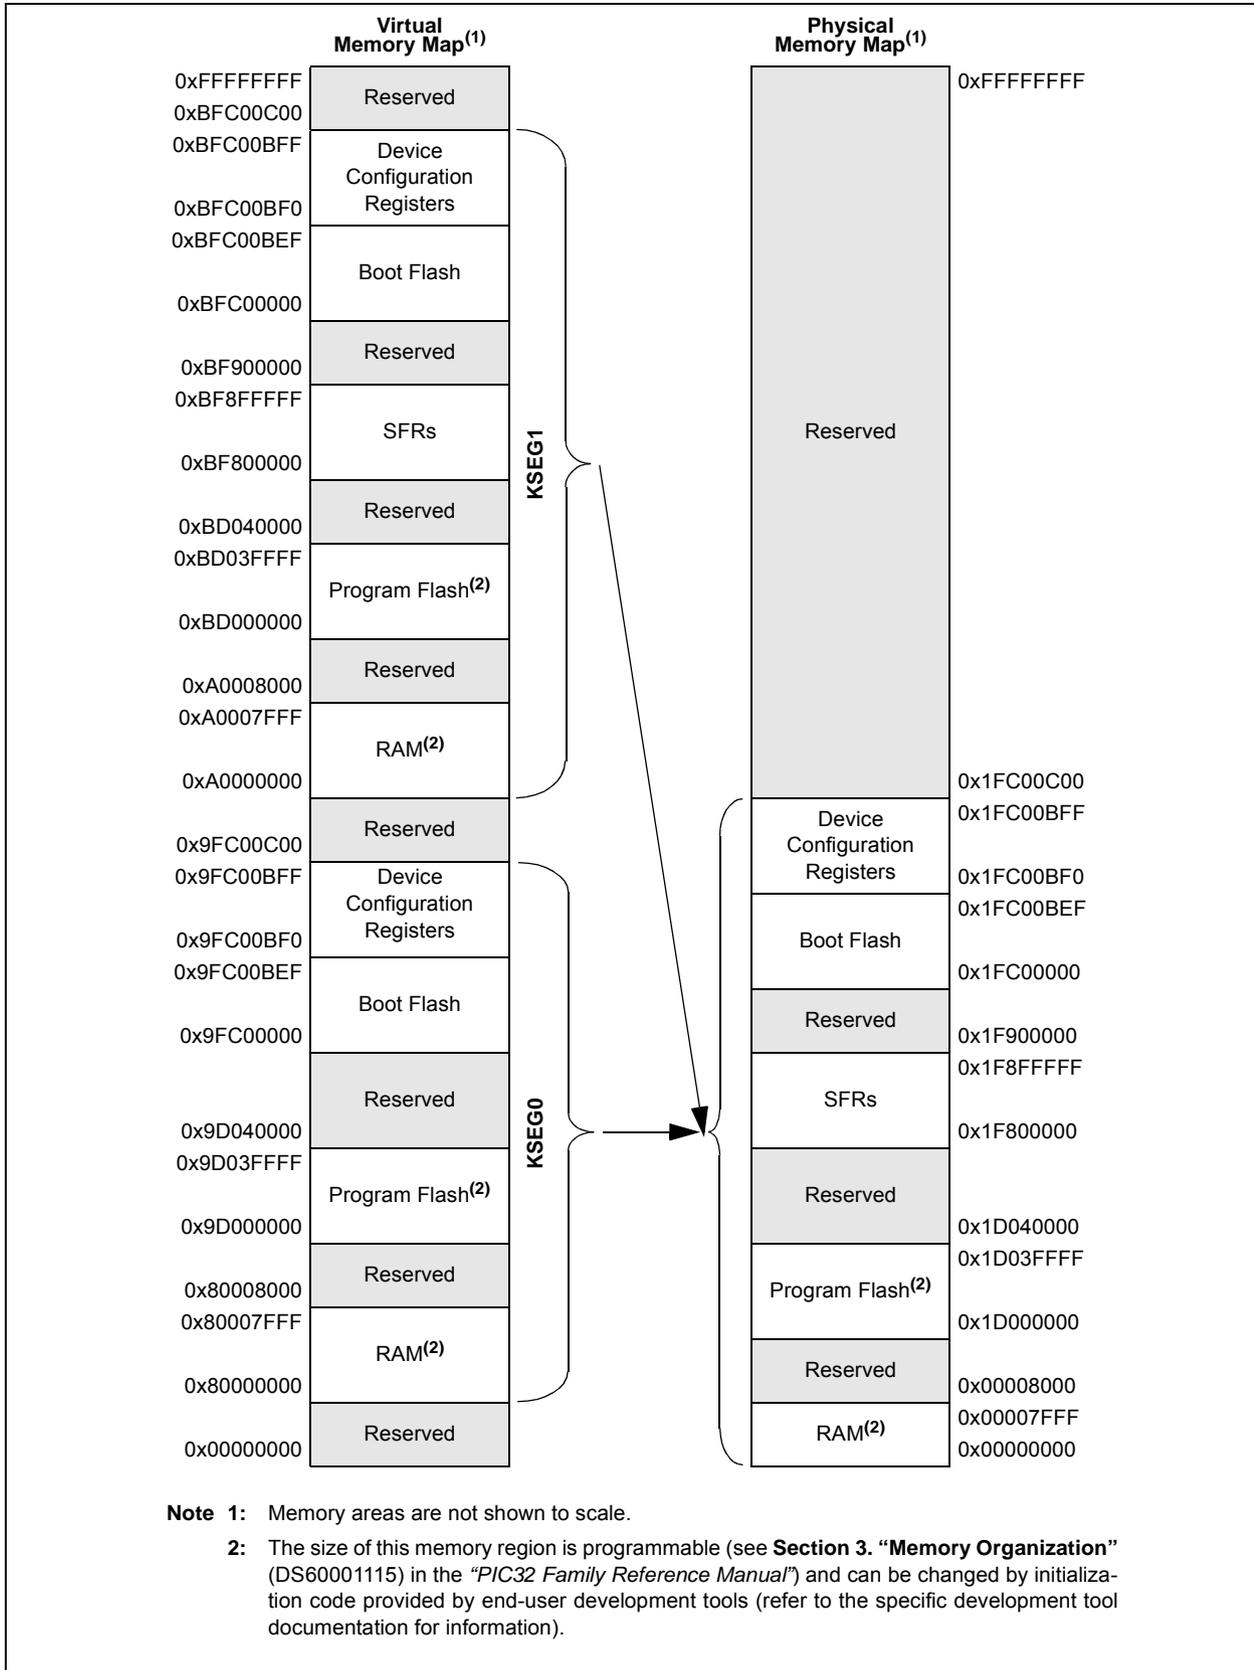 Virtual
Memory Map(1)
0xFFFFFFFF
Reserved
0xBFC00C00
0xBFC00BFF
Device
Configuration
Registers
0xBFC00BF0
0xBFC00BEF
Boot Flash
0xBFC00000
Reserved
0xBF900000
0xBF8FFFFF
SFRs
0xBF800000
Reserved
0xBD040000
0xBD03FFFF
Program Flash(2)
0xBD000000
Reserved
0xA0008000
0xA0007FFF
RAM(2)
0xA0000000
KSEG1
Reserved
0x9FC00C00
0x9FC00BFF
Device
Configuration
Registers
0x9FC00BF0
0x9FC00BEF
Boot Flash
0x9FC00000
Reserved
0x9D040000
0x9D03FFFF
Program Flash(2)
0x9D000000
Reserved
0x80008000
0x80007FFF
RAM(2)
0x80000000
KSEG0
Reserved
0x00000000
Physical
Memory Map(1)
0xFFFFFFFF
Reserved
0x1FC00C00
Device
Configuration
Registers
0x1FC00BFF
0x1FC00BF0
0x1FC00BEF
Boot Flash
0x1FC00000
Reserved
0x1F900000
0x1F8FFFFF
SFRs
0x1F800000
Reserved
0x1D040000
0x1D03FFFF
Program Flash(2)
0x1D000000
Reserved
0x00008000
0x00007FFF
RAM(2)
0x00000000
Note 1: Memory areas are not shown to scale.
2: The size of this memory region is programmable (see Section 3. “Memory Organization”
(DS60001115) in the “PIC32 Family Reference Manual”) and can be changed by initializa-
tion code provided by end-user development tools (refer to the specific development tool
documentation for information).